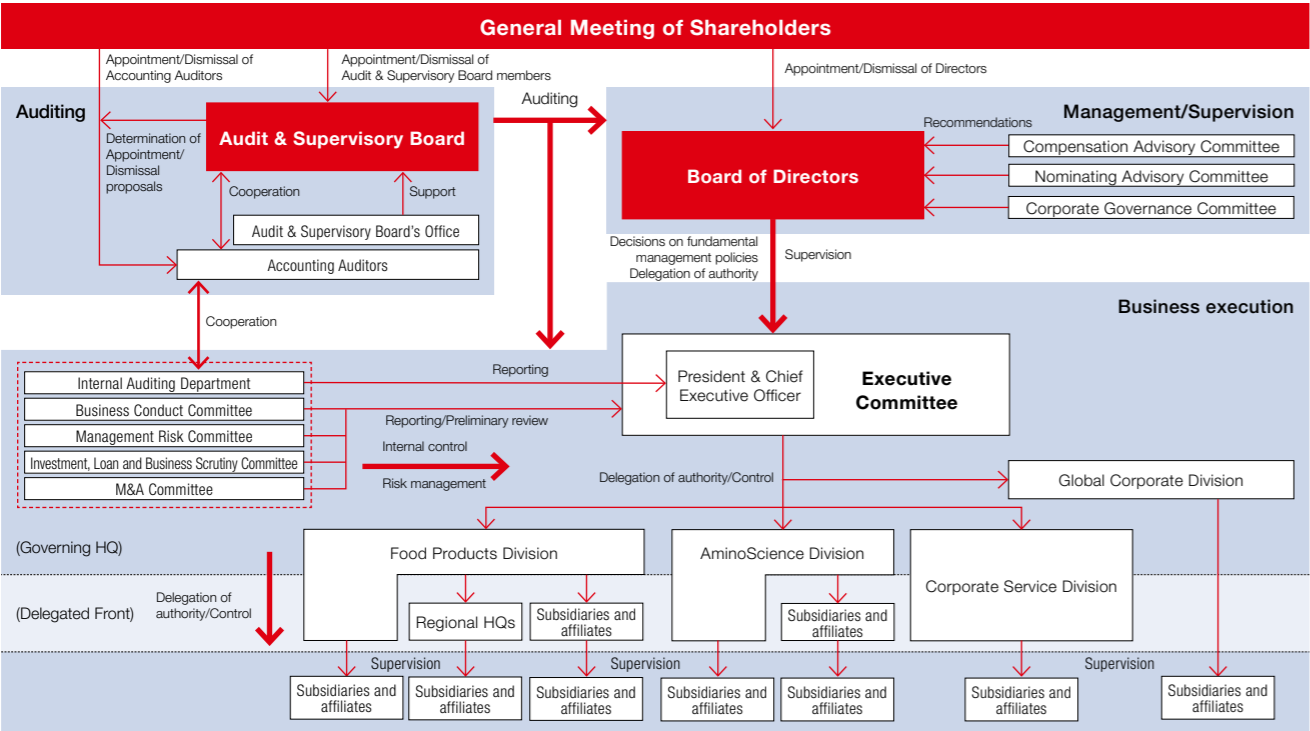 General Meeting of Shareholders
Appointment/Dismissal of
Accounting Auditors
Appointment/Dismissal of
Audit & Supervisory Board members
Appointment/Dismissal of Directors
Auditing
Auditing
Management/Supervision
Determination of
Appointment/
Dismissal
proposals
Audit & Supervisory Board
Cooperation
Support
Audit & Supervisory Board's Office
Accounting Auditors
Recommendations
Board of Directors
Compensation Advisory Committee
Nominating Advisory Committee
Corporate Governance Committee
Decisions on fundamental
management policies
Delegation of authority
Supervision
Cooperation
Business execution
Internal Auditing Department
Business Conduct Committee
Management Risk Committee
Investment, Loan and Business Scrutiny Committee
M&A Committee
Reporting
Reporting/Preliminary review
Internal control
Risk management
President & Chief
Executive Officer
Executive
Committee
Delegation of authority/Control
Global Corporate Division
(Governing HQ)
Food Products Division
AminoScience Division
Corporate Service Division
(Delegated Front)
Delegation of
authority/Control
Regional HQs
Subsidiaries and
affiliates
Subsidiaries and
affiliates
Supervision
Supervision
Supervision
Subsidiaries and
affiliates
Subsidiaries and
affiliates
Subsidiaries and
affiliates
Subsidiaries and
affiliates
Subsidiaries and
affiliates
Subsidiaries and
affiliates
Subsidiaries and
affiliates